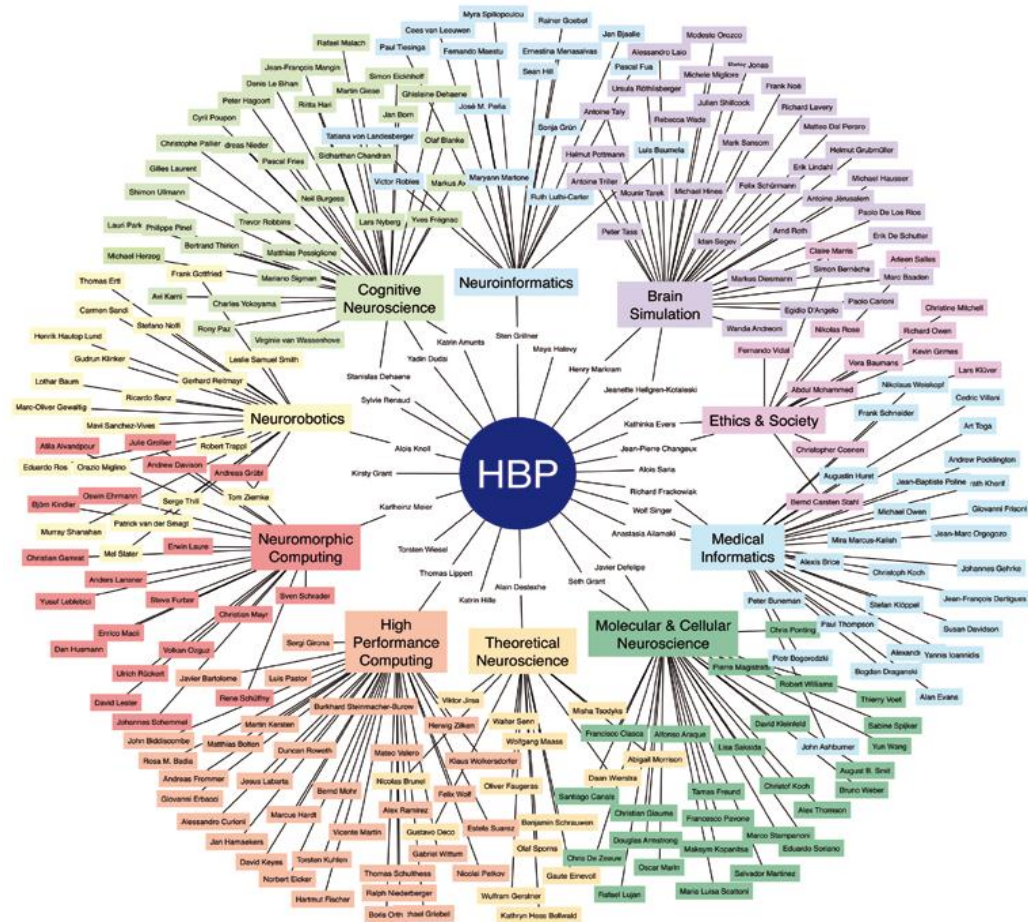 Myra Spiliopoulou
Cees van Leeuwen
Rainer Goebel
Rafael Malach
Paul Tiesinga
Fernando Maestu
Ernestina Menasalvas
Jan Bjaalie
Modesto Orozco
Alessandro Laio
Jean-François Mangin
Simon Eickhoff
Sean Hill
Pascal Fua
Peter Jonas
Denis Le Bihan
Martin Giese
Ghislaine Dehaene
Ursula Röthlisberger
Michele Migliore
Frank Noé
Peter Hagoort
Riitta Hari
Jan Born
José M. Peña
Antoine Taly
Julian Shillcock
Richard Lavery
Cyril Poupon
Tatiana von Landesberger
Olaf Blanke
Sonja Grün
Rebecca Wade
Matteo Dal Peraro
Christophe Pallier
Sidharthan Chandran
Luis Baumela
Mark Sansom
Helmut Grubmüller
Pascal Fries
Helmut Pottmann
Erik Lindahl
Gilles Laurent
Victor Robles
Maryann Martone
Antoine Triller
Felix Schürmann
Michael Hausser
Shimon Ullmann
Neil Burgess
Ruth Luthi-Carter
Mounir Tarek
Michael Hines
Antoine Jérusalem
Lars Nyberg
Yves Frégnac
Paolo De Los Rios
Philippe Pinel
Trevor Robbins
Peter Tass
Arnd Roth
Erik De Schutter
Bertrand Thirion
Matthias Pessiglione
Idan Segev
Claire Marris
Arleen Salles
Michael Herzog
Mariano Sigman
Simon Bernèche
Marc Baaden
Frank Gottfried
Thomas Ertl
Avi Karni
Charles Yokoyama
Cognitive
Neuroscience
Neuroinformatics
Brain
Simulation
Markus Diesmann
Egidio D'Angelo
Paolo Carloni
Carmen Sandi
Rony Paz
Christine Mitchell
Stefano Nolfi
Virginie van Wassenhove
Wanda Andreoni
Nikolas Rose
Henrik Hautop Lund
Sten Grillner
Richard Owen
Gudrun Klinker
Leslie Samuel Smith
Yadin Dudai
Katrin Amunts
Maya Halevy
Fernando Vidal
Vera Baumans
Kevin Grimes
Lothar Baum
Gerhard Reitmayr
Stanislas Dehaene
Henry Markram
Lars Klüver
Ricardo Sanz
Sylvie Renaud
Jeanette Hellgren-Kotaleski
Abdul Mohammed
Nikolaus Weiskopf
Marc-Oliver Gewaltig
Mavi Sanchez-Vives
Neurorobotics
Kathinka Evers
Ethics & Society
Frank Schneider
Cedric Villani
Atila Alvandpour
Julie Grollier
Robert Trappl
Alois Knoll
Jean-Pierre Changeux
Art Toga
Eduardo Ros
Orazio Miglino
Andrew Davison
Andreas Grübl
Kirsty Grant
HBP
Alois Saria
Christopher Coenen
Andrew Pocklington
Oswin Ehrmann
Serge Thill
Tom Ziemke
Richard Frackowiak
Augustin Hurst
Jean-Baptiste Poline
Björn Kindler
Karlheinz Meier
Wolf Singer
Bernd Carsten Stahl
Michael Owen
Giovanni Frisoni
Murray Shanahan
Patrick van der Smagt
Neuromorphic
Computing
Anastasia Ailamaki
Medical
Informatics
Mira Marcus-Kalish
Jean-Marc Orgogozo
Christian Gamrat
Mel Slater
Erwin Laure
Torsten Wiesel
Javier Defelipe
Alexis Brice
Christoph Koch
Johannes Gehrke
Anders Lansner
Thomas Lippert
Seth Grant
Yusuf Leblebici
Steve Furber
Sven Schrader
Katrin Hille
Alain Destexhe
Peter Buneman
Stefan Klöppel
Jean-François Dartigues
Enrico Macii
Christian Mayr
High
Performance
Computing
Theoretical
Neuroscience
Molecular & Cellular
Neuroscience
Paul Thompson
Susan Davidson
Dan Husmann
Volkan Ozguz
Sergi Girona
Chris Ponting
Yannis Ioannidis
Ulrich Rückert
Javier Bartolome
Luis Pastor
Pierre Magistretti
Piotr Bogorodzki
Bogdan Draganski
David Lester
Rene Schüffny
Viktor Jirsa
Misha Tsodyks
Robert Williams
Thierry Voet
Alan Evans
Johannes Schemmel
Martin Kersten
Burkhard Steinmacher-Burow
Herwig Zilken
Walter Senn
Francisco Clasca
Alfonso Araque
David Kleinfeld
Sabine Spijker
John Biddiscombe
Matthias Bolten
Duncan Roweth
Mateo Valero
Wolfgang Maass
Lisa Saksida
John Ashburner
Yun Wang
Rosa M. Badia
Klaus Wolkersdorfer
Abigail Morrison
August B. Smit
Andreas Frommer
Jesus Labarta
Bernd Mohr
Nicolas Brunel
Oliver Faugeras
Daan Wierstra
Christof Koch
Bruno Weber
Giovanni Erbacci
Felix Wolf
Santiago Canals
Tamas Freund
Alex Thomson
Alessandro Curioni
Marcus Hardt
Alex Ramirez
Benjamin Schrauwen
Christian Giaume
Francesco Pavone
Jan Hamaekers
Vicente Martin
Gustavo Deco
Estela Suarez
Olaf Sporns
Douglas Armstrong
Marco Stampanoni
Eduardo Soriano
David Keyes
Torsten Kuhlen
Gabriel Wittum
Chris De Zeeuw
Maksym Kopanitsa
Norbert Eicker
Thomas Schulthess
Nicolai Petkov
Gaute Einevoll
Oscar Marin
Salvador Martinez
Hartmut Fischer
Ralph Niederberger
Wulfram Gerstner
Rafael Lujan
Maria Luisa Scattoni
Boris Orth
Kathryn Hess Bellwald